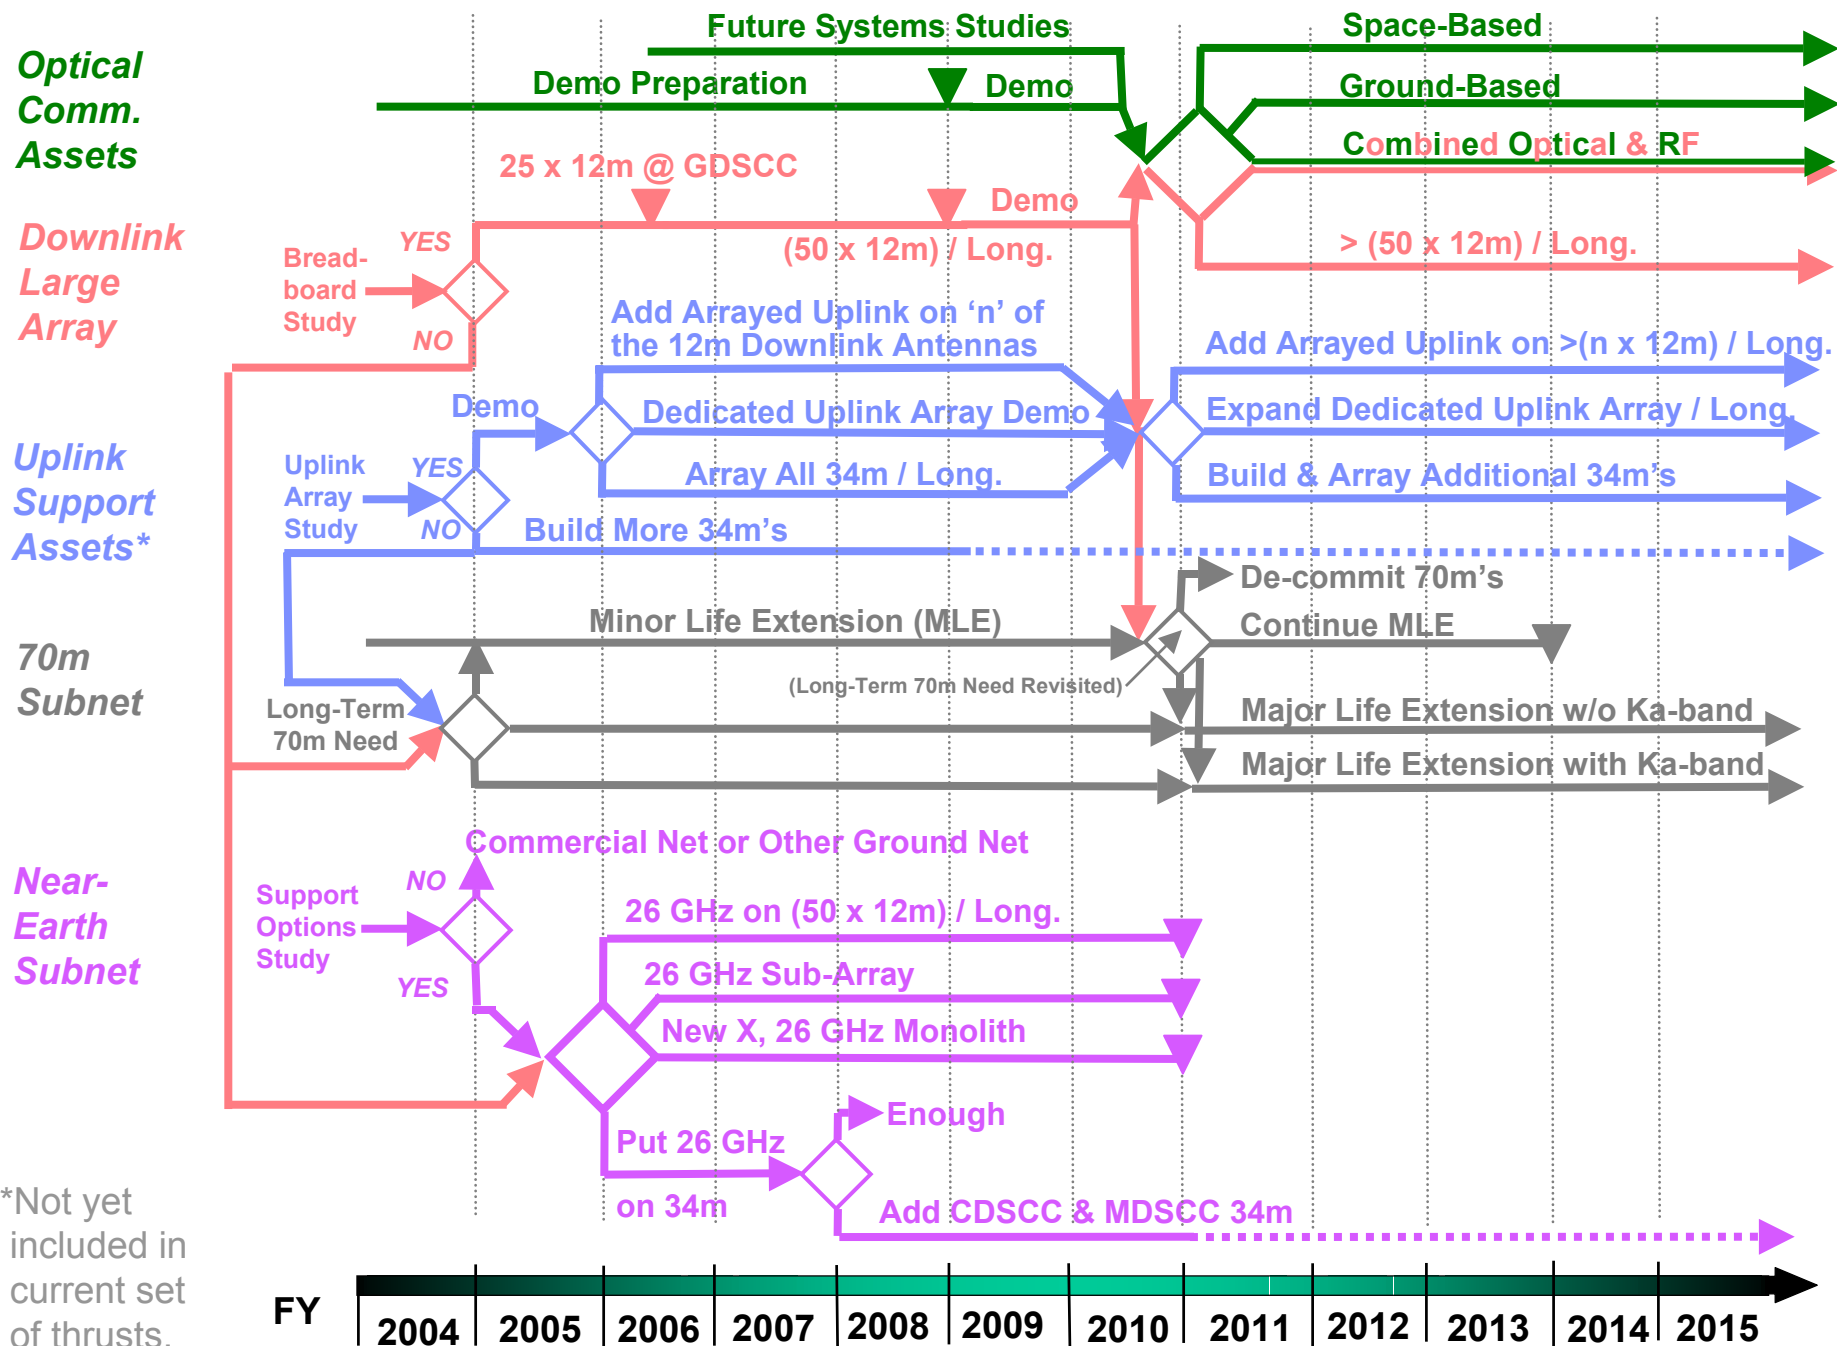 Future Systems Studies
Space-Based
Optical
Comm.
Assets
Demo Preparation
Demo
Ground-Based
Combined Optical & RF
25 x 12m @ GDSCC
Demo
Downlink
Large
Array
YES
Bread-
board
Study
NO
(50 x 12m) / Long.
> (50 x 12m) / Long.
Add Arrayed Uplink on ‘n’ of
the 12m Downlink Antennas
Add Arrayed Uplink on >(n x 12m) / Long.
Demo
Dedicated Uplink Array Demo
Expand Dedicated Uplink Array / Long.
Uplink
Support
Assets*
Uplink
Array
Study
YES
NO
Array All 34m / Long.
Build & Array Additional 34m’s
Build More 34m’s
De-commit 70m’s
Minor Life Extension (MLE)
Continue MLE
70m
Subnet
(Long-Term 70m Need Revisited)
Long-Term
70m Need
Major Life Extension w/o Ka-band
Major Life Extension with Ka-band
Commercial Net or Other Ground Net
Near-
Earth
Subnet
NO
Support
Options
Study
YES
26 GHz on (50 x 12m) / Long.
26 GHz Sub-Array
New X, 26 GHz Monolith
Enough
Put 26 GHz
on 34m
Add CDSCC & MDSCC 34m
*Not yet
included in
current set
of thrusts.
FY
2004 2005 2006 2007 2008 2009 2010 2011 2012 2013 2014 2015